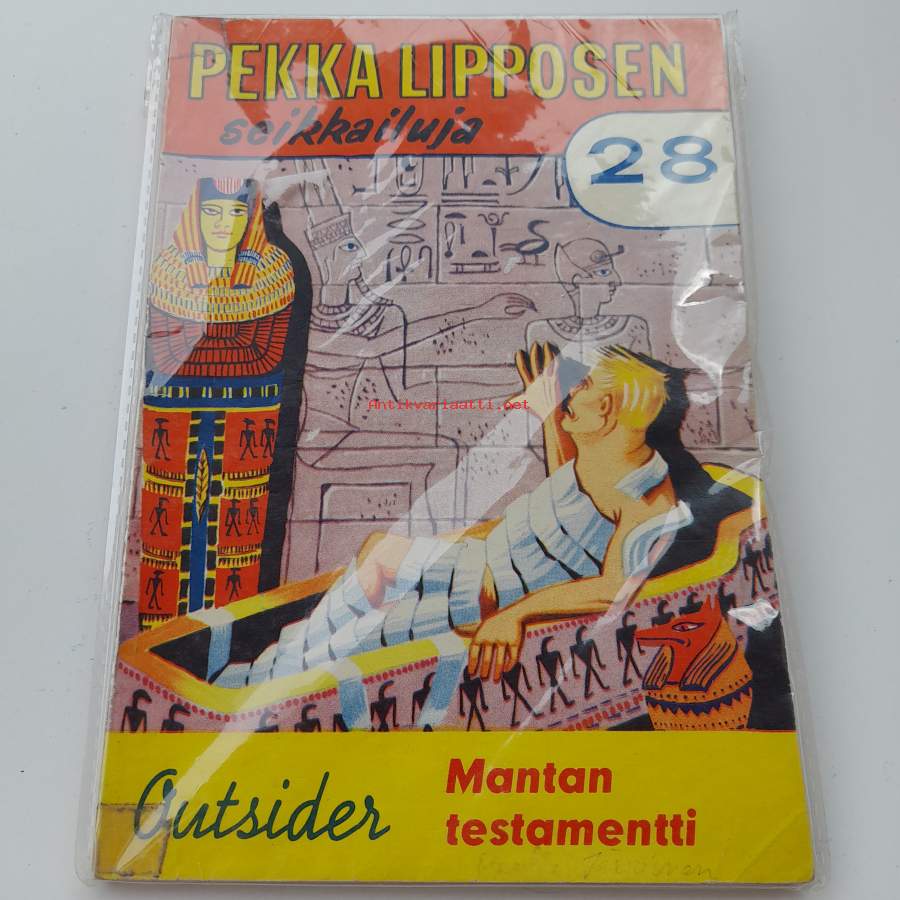 PEKKA LIPPOSEN
seikkailuja
28
Antikvariaatti.net
Outsider
Mantan
testamentti